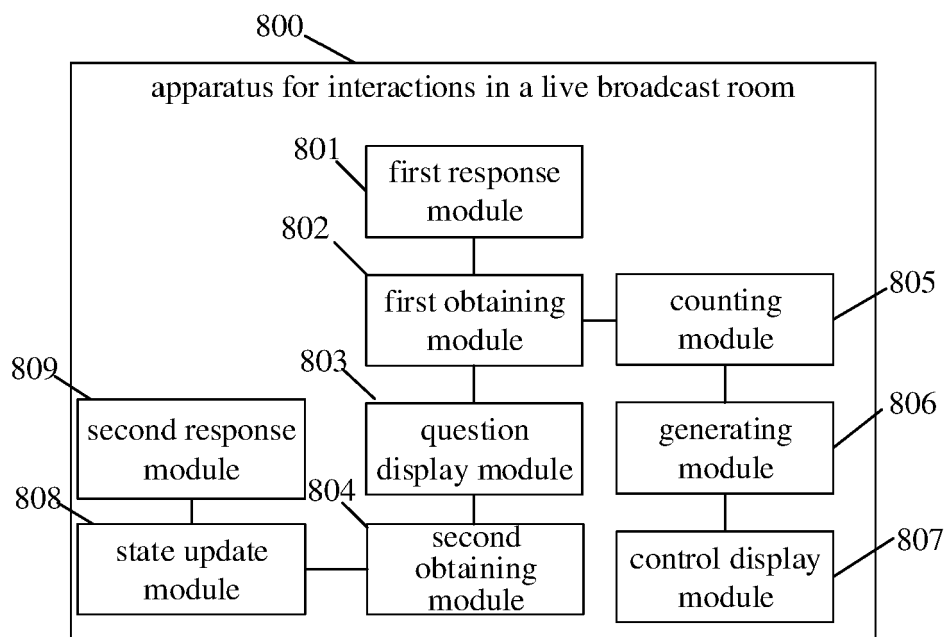 800
apparatus for interactions in a live broadcast room
801
first response
module
802
first obtaining
module
805
counting
module
809
second response
module
803
question
display module
806
generating
module
808
state update
module
804
second
obtaining
module
807
control display
module